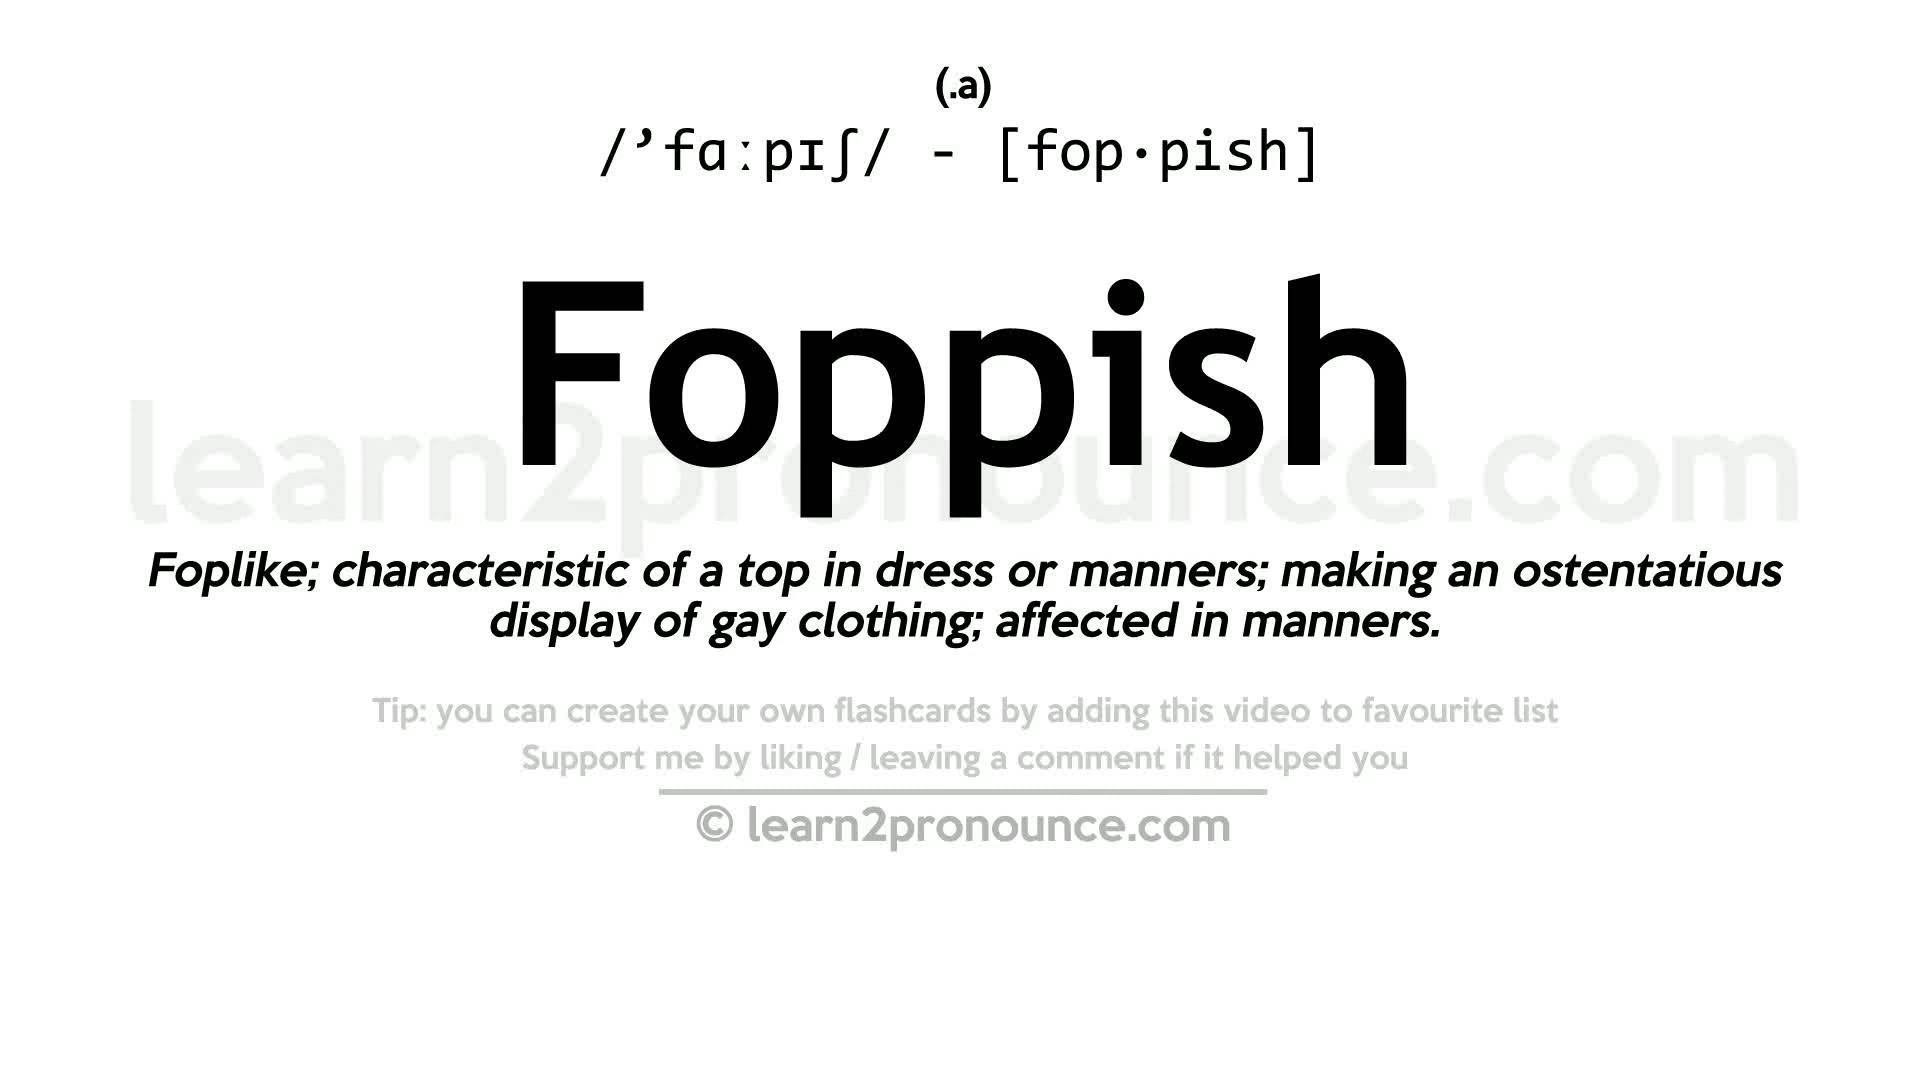 (.a)
/’fɑːpɪʃ/ - [fop·pish]
Foppish
learn2pronounce.com
Foplike; characteristic of a top in dress or manners; making an ostentatious
display of gay clothing; affected in manners.
Tip: you can create your own flashcards by adding this video to favourite list
Support me by liking / leaving a comment if it helped you
© learn2pronounce.com